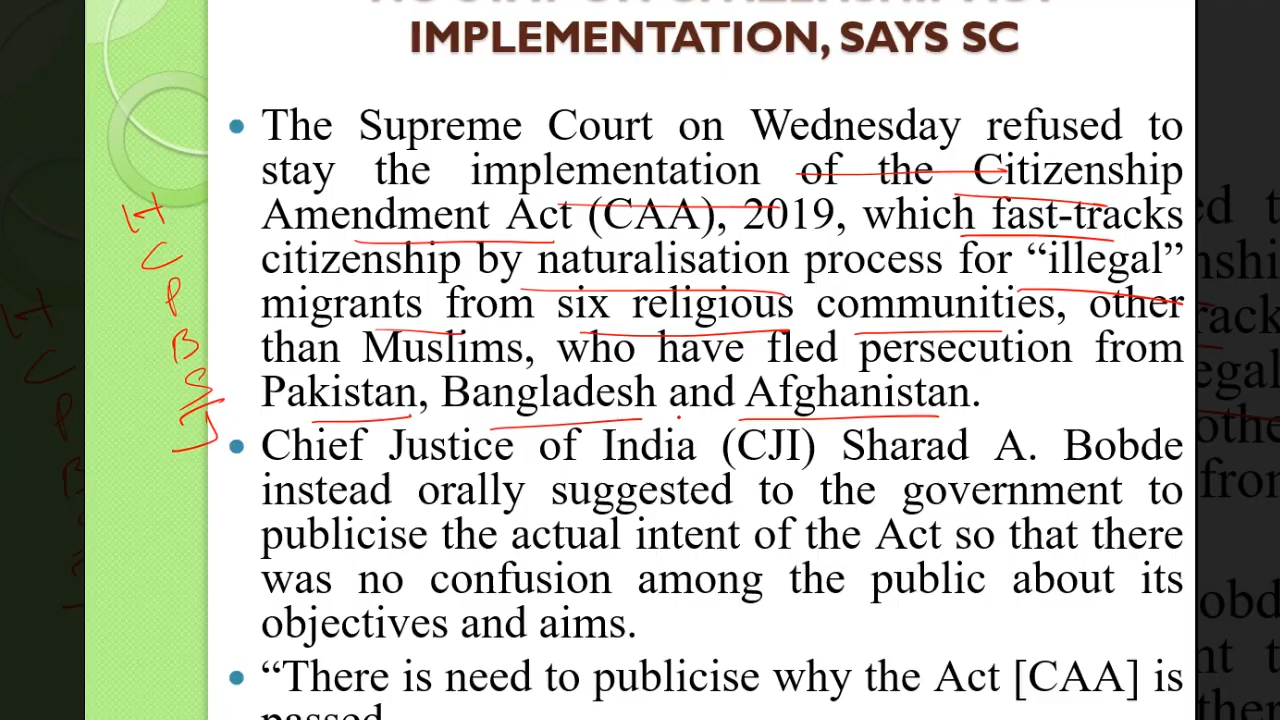 IMPLEMENTATION, SAYS SC
• The Supreme Court on Wednesday refused to
stay the implementation of the Citizenship
Amendment Act (CAA), 2019, which fast-tracks
citizenship by naturalisation process for “illegal”
migrants from six religious communities, other
than Muslims, who have fled persecution from
Pakistan, Bangladesh and Afghanistan.
• Chief Justice of India (CJI) Sharad A. Bobde
instead orally suggested to the government to
publicise the actual intent of the Act so that there
was no confusion among the public about its
objectives and aims.
• “There is need to publicise why the Act [CAA] is
passed
H
C
P
B
S
J